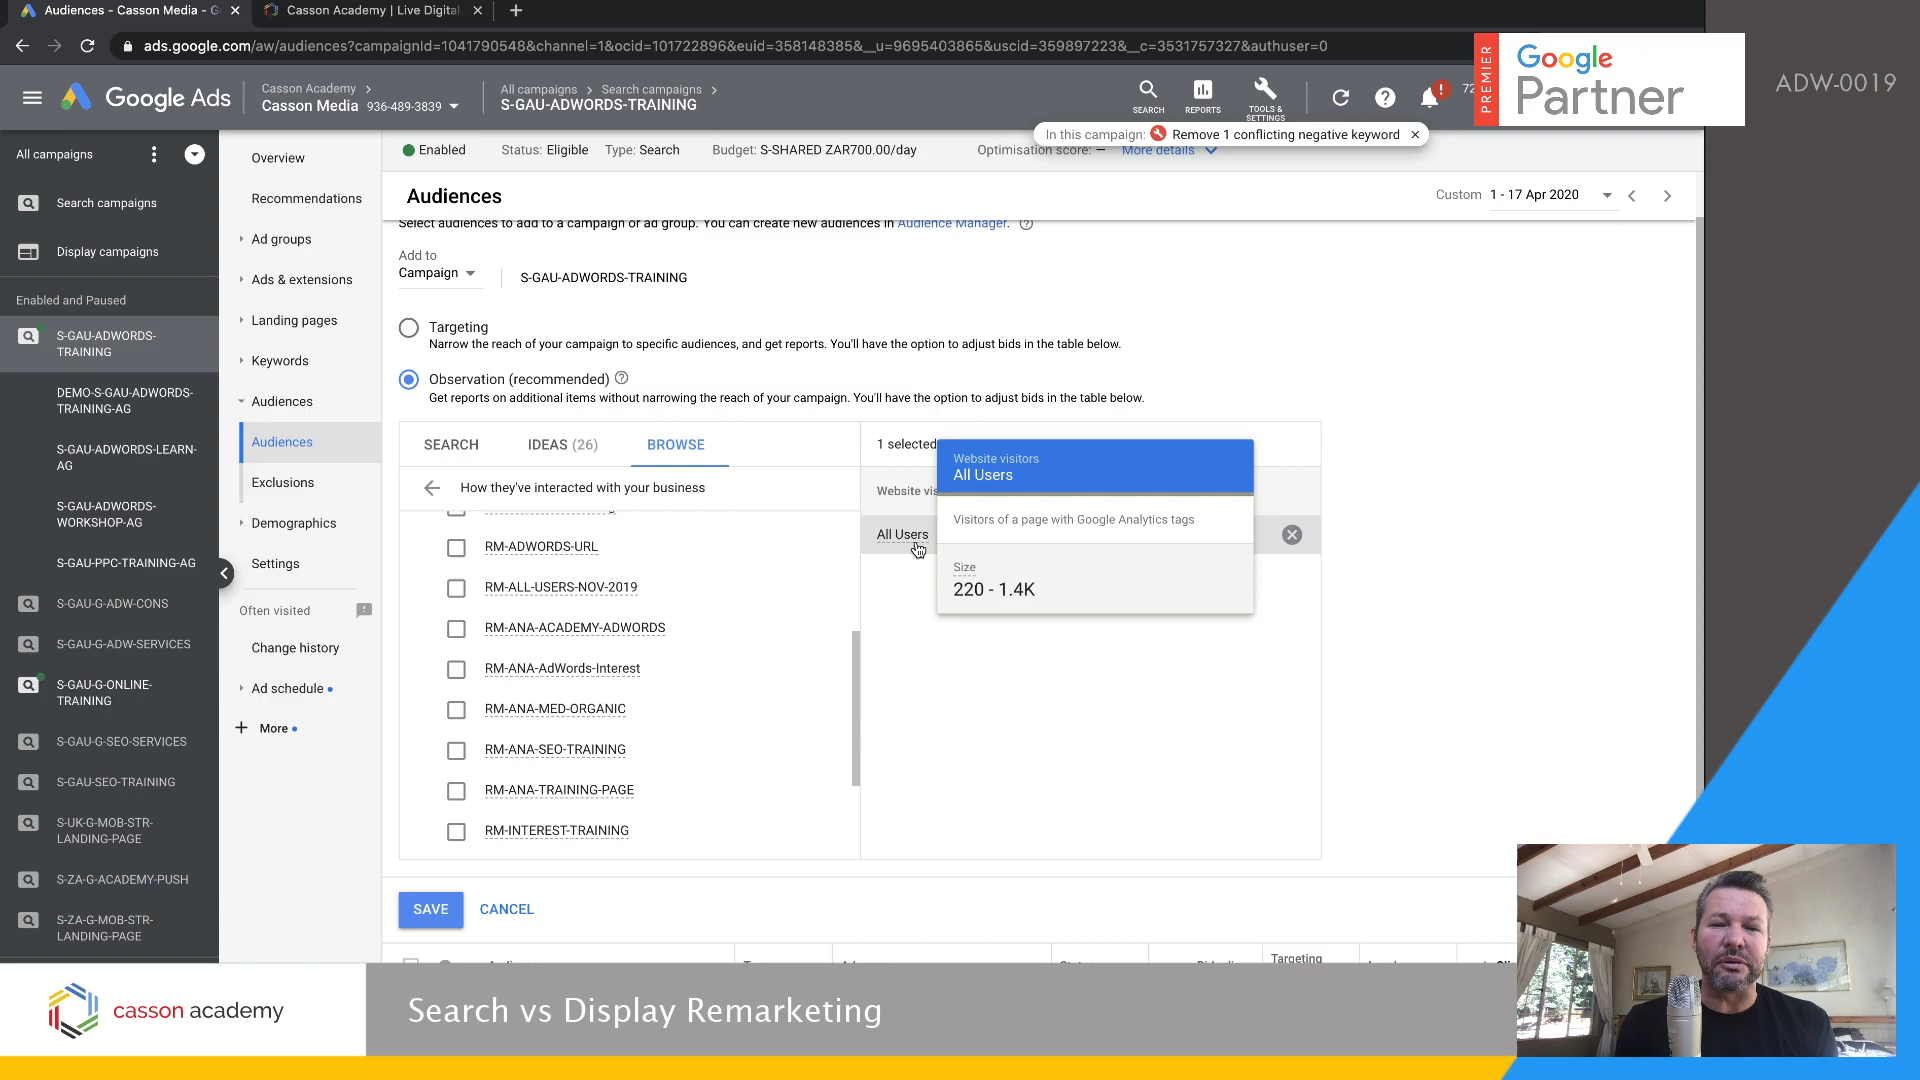 Audiences - Casson Media - G
Casson Academy | Live Digital
ads.google.com/aw/audiences?campaignId=1041790548&channel=1&ocid=101722896&euid=358148385&__u=9695403865&uscid=359897223&__c=3531757327&authuser=0
PREMIER
Google
Partner
ADW-0019
Google Ads
Casson Academy
Casson Media 936-489-3839
All campaigns
Search campaigns
S-GAU-ADWORDS-TRAINING
SEARCH
REPORTS
TOOLS &
SETTINGS
72
In this campaign: Remove 1 conflicting negative keyword
Enabled
Status: Eligible
Type: Search
Budget: S-SHARED ZAR700.00/day
Optimisation score: –
More details
All campaigns
Search campaigns
Display campaigns
Enabled and Paused
S-GAU-ADWORDS-
TRAINING
DEMO-S-GAU-ADWORDS-
TRAINING-AG
S-GAU-ADWORDS-LEARN-
AG
S-GAU-ADWORDS-
WORKSHOP-AG
S-GAU-PPC-TRAINING-AG
S-GAU-G-ADW-CONS
S-GAU-G-ADW-SERVICES
S-GAU-G-ONLINE-
TRAINING
S-GAU-G-SEO-SERVICES
S-GAU-SEO-TRAINING
S-UK-G-MOB-STR-
LANDING-PAGE
S-ZA-G-ACADEMY-PUSH
S-ZA-G-MOB-STR-
LANDING-PAGE
Overview
Recommendations
Ad groups
Ads & extensions
Landing pages
Keywords
Audiences
Audiences
Exclusions
Demographics
Settings
Often visited
Change history
Ad schedule
More
Audiences
Custom 1 - 17 Apr 2020
Select audiences to add to a campaign or ad group. You can create new audiences in Audience Manager.
Add to
Campaign
S-GAU-ADWORDS-TRAINING
Targeting
Narrow the reach of your campaign to specific audiences, and get reports. You'll have the option to adjust bids in the table below.
Observation (recommended)
Get reports on additional items without narrowing the reach of your campaign. You'll have the option to adjust bids in the table below.
SEARCH
IDEAS (26)
BROWSE
How they've interacted with your business
RM-ADWORDS-URL
RM-ALL-USERS-NOV-2019
RM-ANA-ACADEMY-ADWORDS
RM-ANA-AdWords-Interest
RM-ANA-MED-ORGANIC
RM-ANA-SEO-TRAINING
RM-ANA-TRAINING-PAGE
RM-INTEREST-TRAINING
1 selected
Website vis
All Users
Website visitors
All Users
Visitors of a page with Google Analytics tags
Size
220 - 1.4K
SAVE
CANCEL
Targeting
casson academy
Search vs Display Remarketing